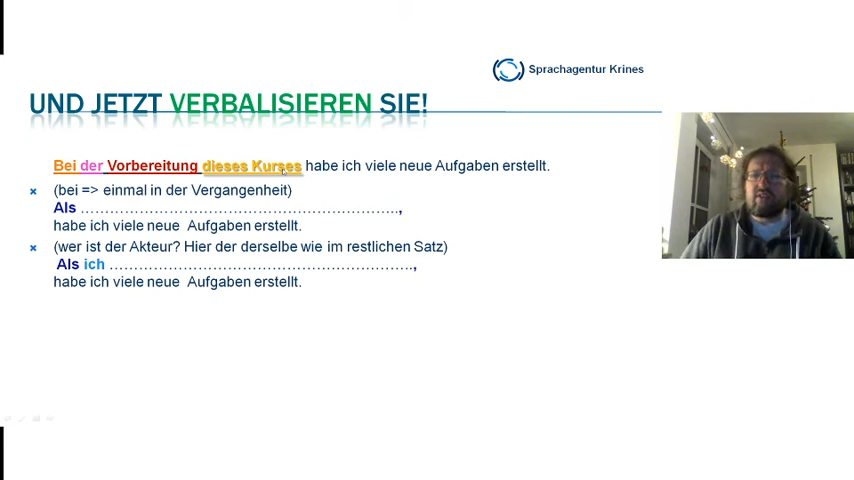 Sprachagentur Krines
UND JETZT VERBALISIEREN SIE!
Bei der Vorbereitung dieses Kurses habe ich viele neue Aufgaben erstellt.
(bei => einmal in der Vergangenheit)
Als …………………………………………………………..,
habe ich viele neue Aufgaben erstellt.
(wer ist der Akteur? Hier der derselbe wie im restlichen Satz)
Als ich ……………………………………………………….,
habe ich viele neue Aufgaben erstellt.